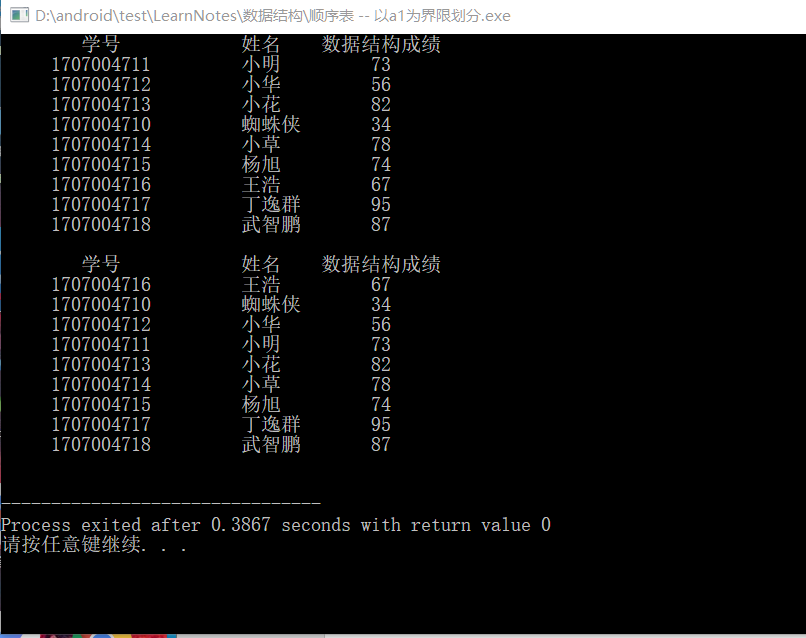 D:\android\test\LearnNotes\数据结构\顺序表 -- 以a1为界限划分.exe
学号 姓名 数据结构成绩
1707004711 小明 73
1707004712 小华 56
1707004713 小花 82
1707004710 蜘蛛侠 34
1707004714 小草 78
1707004715 杨旭 74
1707004716 王浩 67
1707004717 丁逸群 95
1707004718 武智鹏 87
学号 姓名 数据结构成绩
1707004716 王浩 67
1707004710 蜘蛛侠 34
1707004712 小华 56
1707004711 小明 73
1707004713 小花 82
1707004714 小草 78
1707004715 杨旭 74
1707004717 丁逸群 95
1707004718 武智鹏 87
--------------------------------
Process exited after 0.3867 seconds with return value 0
请按任意键继续. . .